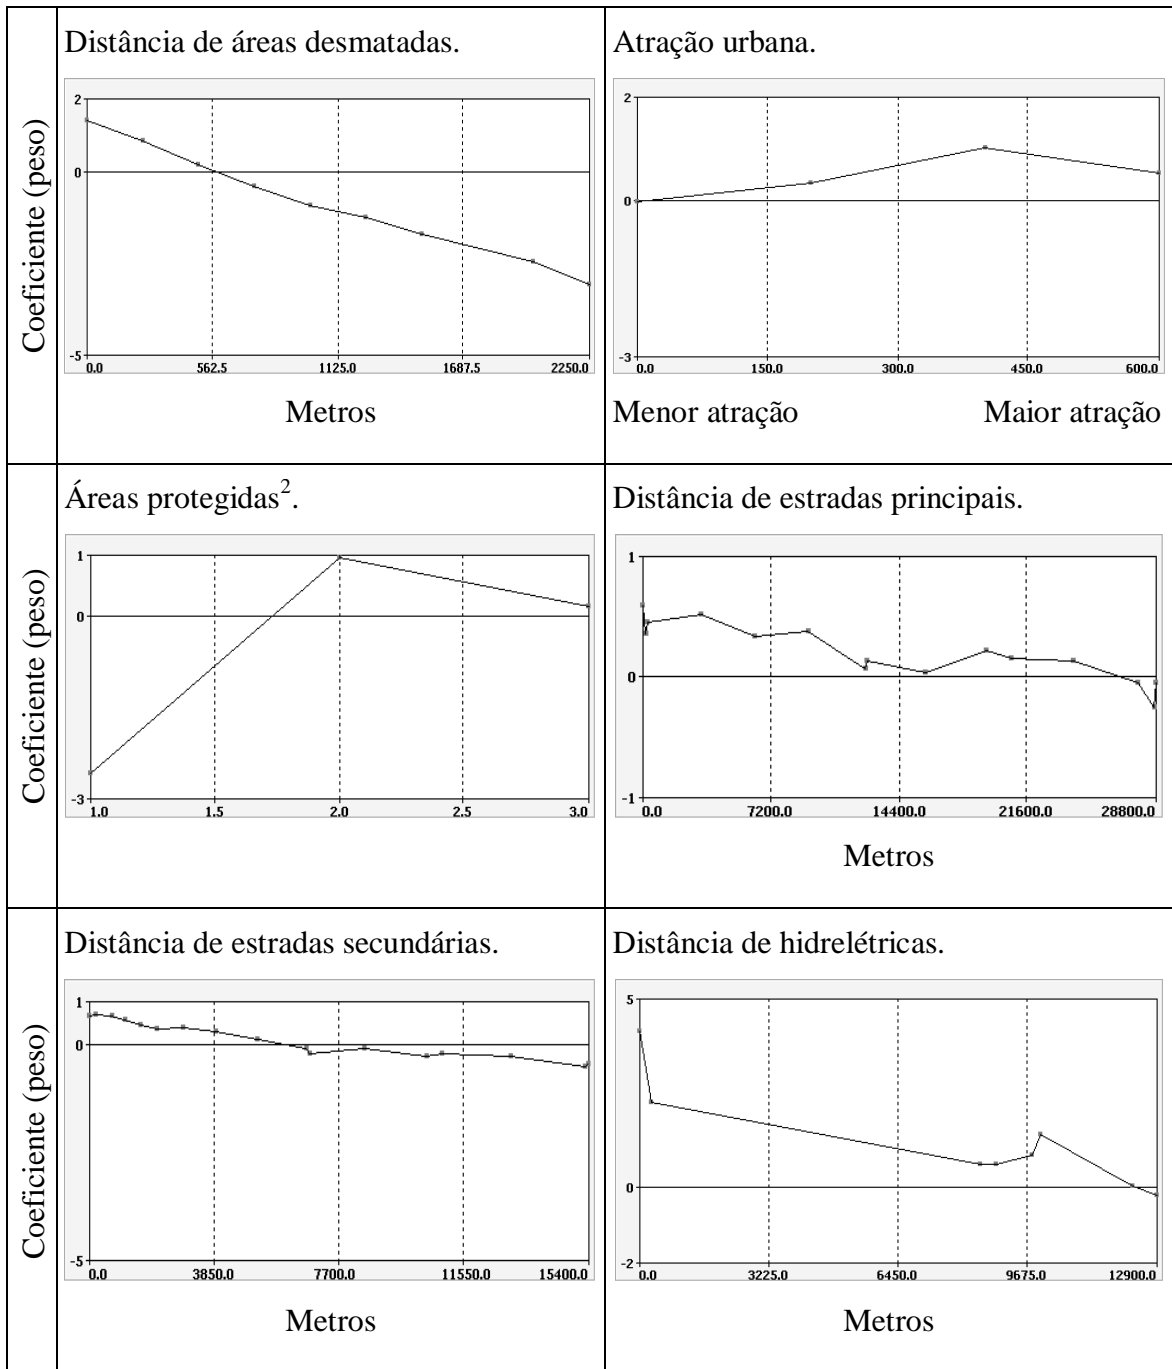 Distância de áreas desmatadas.
Coeficiente (peso)
2
0
-5
0.0 562.5 1125.0 1687.5 2250.0
Metros
Atração urbana.
2
0
-3
0.0 150.0 300.0 450.0 600.0
Menor atração Maior atração
Áreas protegidas².
Coeficiente (peso)
1
0
-3
1.0 1.5 2.0 2.5 3.0
Distância de estradas principais.
1
0
-1
0.0 7200.0 14400.0 21600.0 28800.0
Metros
Distância de estradas secundárias.
Coeficiente (peso)
1
0
-5
0.0 3850.0 7700.0 11550.0 15400.0
Metros
Distância de hidrelétricas.
5
0
-2
0.0 3225.0 6450.0 9675.0 12900.0
Metros